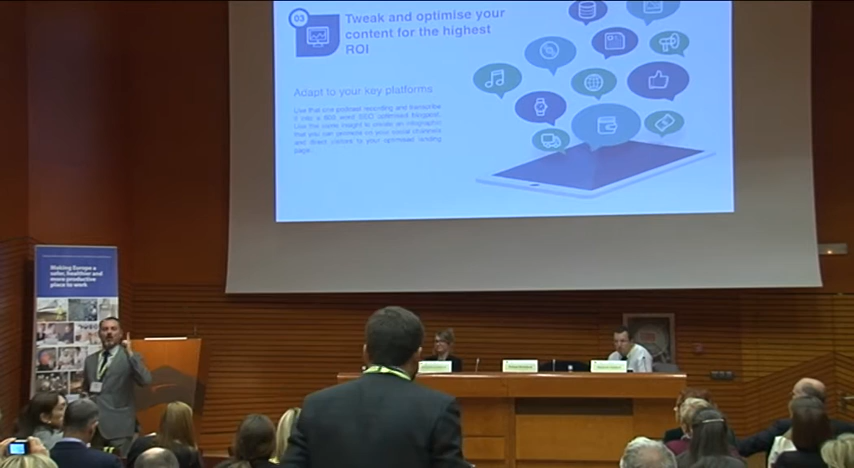 03
Tweak and optimise your
content for the highest
ROI
Adapt to your key platforms
Use that one podcast recording and transcribe
it into a 600 word SEO optimised blogpost.
Use the same insight to create an infographic
that you can promote on your social channels
and direct visitors to your optimised landing
page.
Making Europe a
safer, healthier and
more productive
place to work